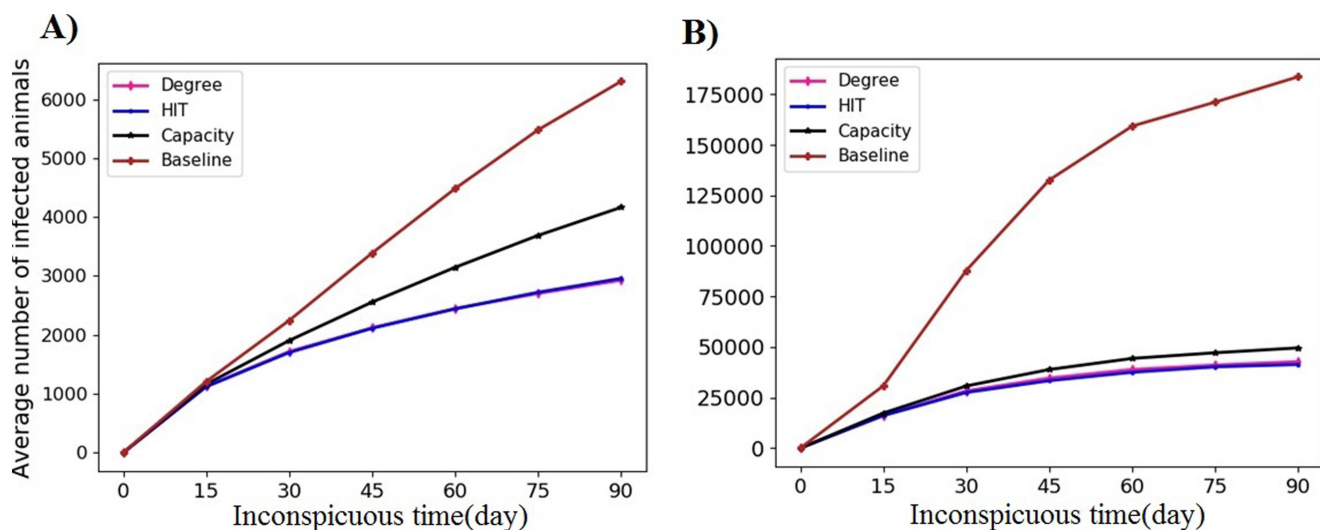 A)
Average number of infected animals
6000
5000
4000
3000
2000
1000
0
Degree
HIT
Capacity
Baseline
0 15 30 45 60 75 90
Inconspicuous time(day)
B)
175000
150000
125000
100000
75000
50000
25000
0
Degree
HIT
Capacity
Baseline
0 15 30 45 60 75 90
Inconspicuous time(day)